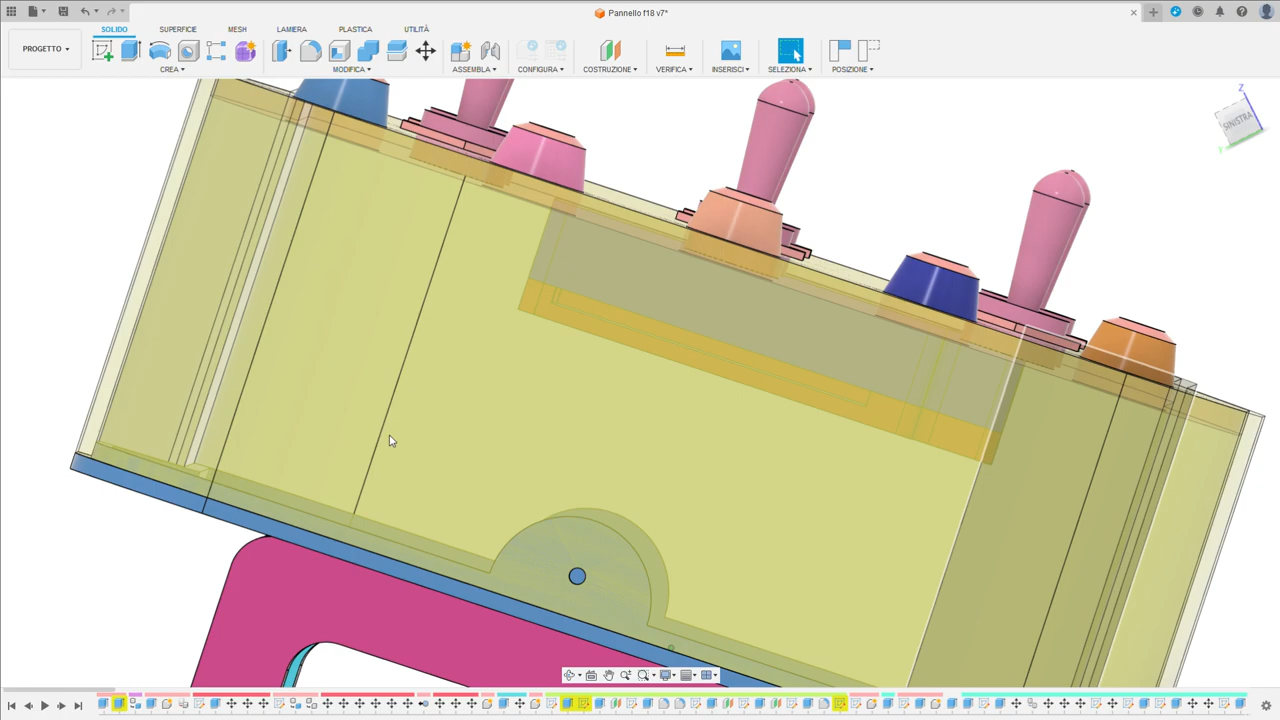 Pannello f18 v7*
SOLIDO SUPERFICIE MESH LAMIERA PLASTICA UTILITÀ
PROGETTO
CREA MODIFICA ASSEMBLA CONFIGURA COSTRUZIONE VERIFICA INSERISCI SELEZIONA POSIZIONE
Z
SINISTRA